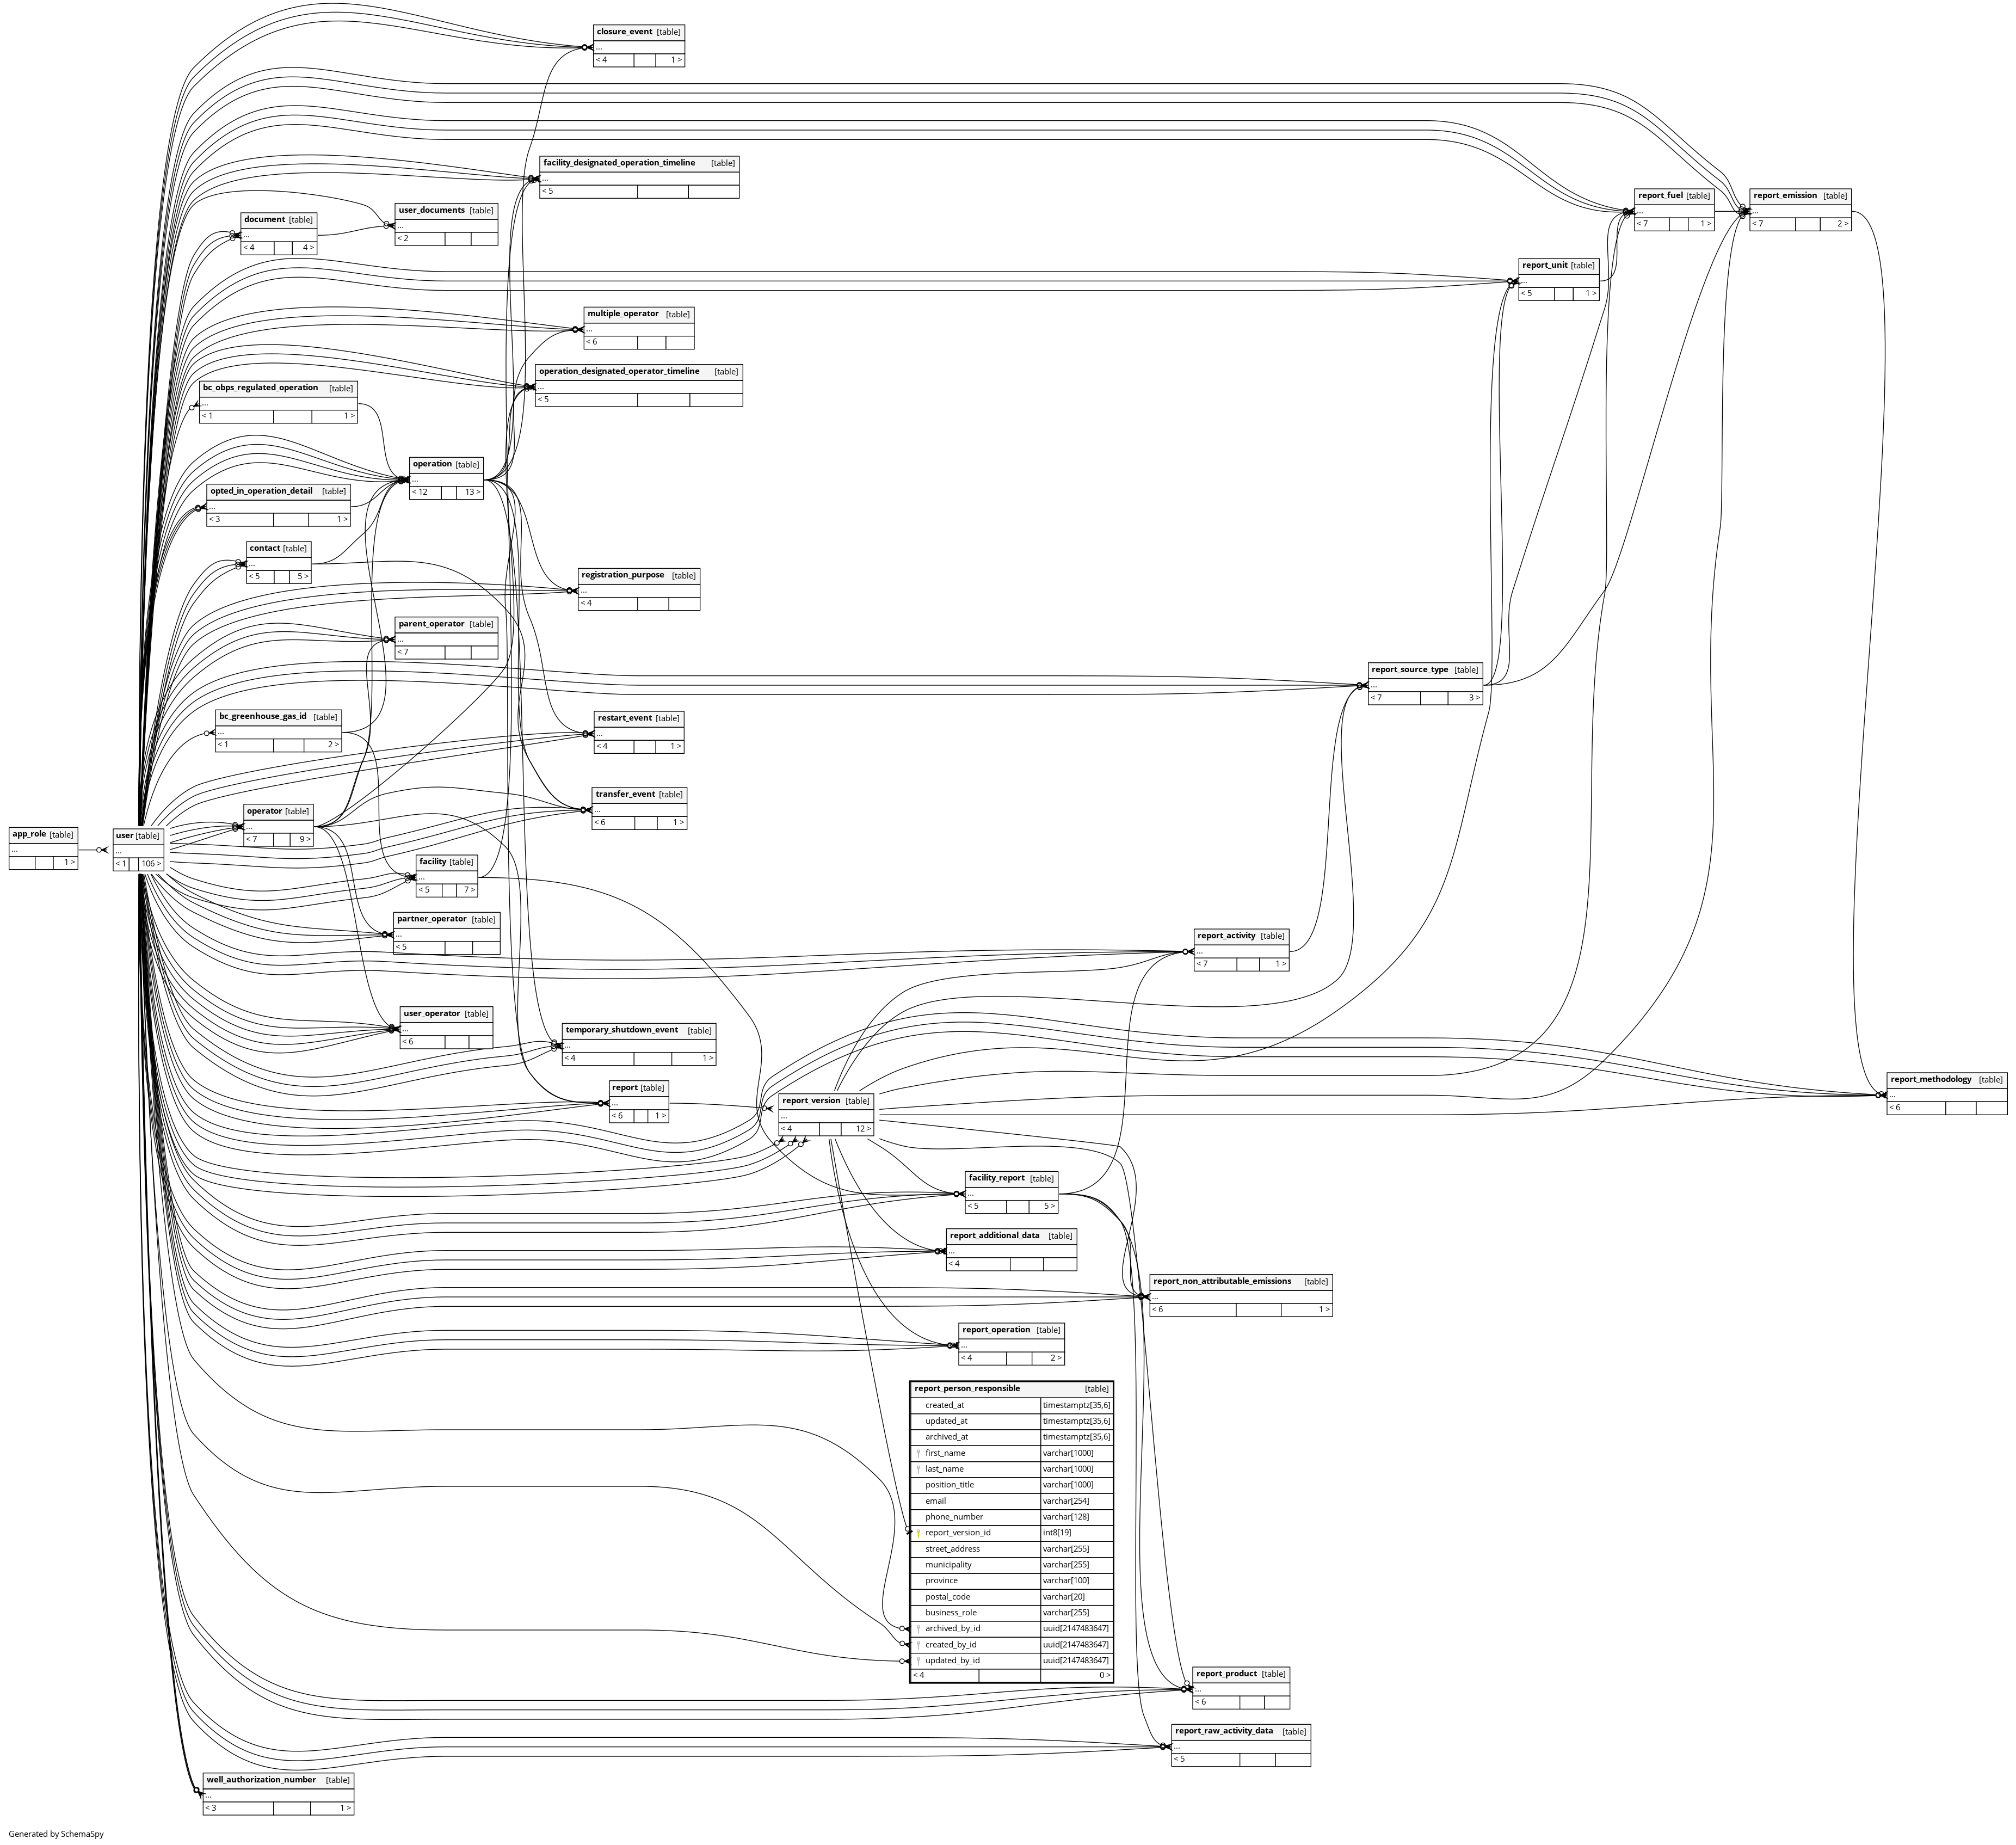 closure_event [table]
...
< 4 1 >
facility_designated_operation_timeline [table]
...
< 5
report_fuel [table]
...
< 7 1 >
report_emission [table]
...
< 7 2 >
user_documents [table]
...
< 2
document [table]
...
< 4 4 >
report_unit [table]
...
< 5 1 >
multiple_operator [table]
...
< 6
operation_designated_operator_timeline [table]
...
< 5
bc_obps_regulated_operation [table]
...
< 1 1 >
operation [table]
...
< 12 13 >
opted_in_operation_detail [table]
...
< 3 1 >
contact [table]
...
< 5 5 >
registration_purpose [table]
...
< 4
parent_operator [table]
...
< 7
report_source_type [table]
...
< 7 3 >
bc_greenhouse_gas_id [table]
...
< 1 2 >
restart_event [table]
...
< 4 1 >
transfer_event [table]
...
< 6 1 >
operator [table]
...
< 7 9 >
app_role [table]
...
1 >
user [table]
...
< 1 106 >
facility [table]
...
< 5 7 >
partner_operator [table]
...
< 5
report_activity [table]
...
< 7 1 >
user_operator [table]
...
< 6
temporary_shutdown_event [table]
...
< 4 1 >
report_methodology [table]
...
< 6
report [table]
...
< 6 1 >
report_version [table]
...
< 4 12 >
facility_report [table]
...
< 5 5 >
report_additional_data [table]
...
< 4
report_non_attributable_emissions [table]
...
< 6 1 >
report_operation [table]
...
< 4 2 >
report_person_responsible [table]
created_at timestamptz[35,6]
updated_at timestamptz[35,6]
archived_at timestamptz[35,6]
first_name varchar[1000]
last_name varchar[1000]
position_title varchar[1000]
email varchar[254]
phone_number varchar[128]
report_version_id int8[19]
street_address varchar[255]
municipality varchar[255]
province varchar[100]
postal_code varchar[20]
business_role varchar[255]
archived_by_id uuid[2147483647]
created_by_id uuid[2147483647]
updated_by_id uuid[2147483647]
< 4 0 >
report_product [table]
...
< 6
report_raw_activity_data [table]
...
< 5
well_authorization_number [table]
...
< 3 1 >
Generated by SchemaSpy